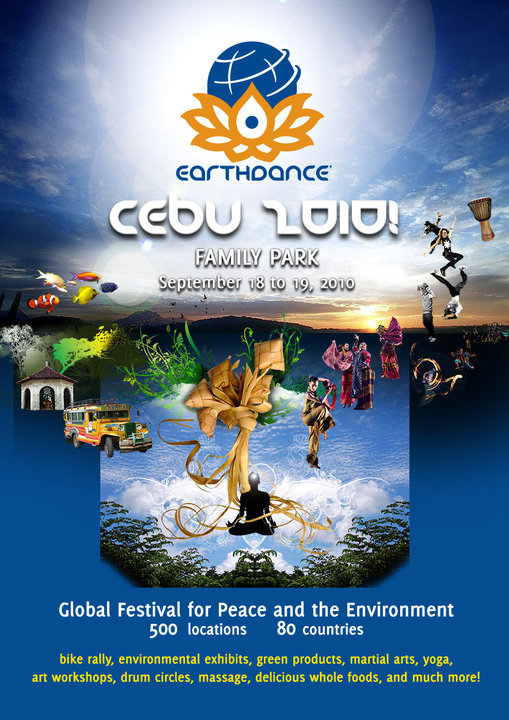 EARTHDANCE
CEBU 2010!
FAMILY PARK
September 18 to 19, 2010
Global Festival for Peace and the Environment
500 locations 80 countries
bike rally, environmental exhibits, green products, martial arts, yoga,
art workshops, drum circles, massage, delicious whole foods, and much more!